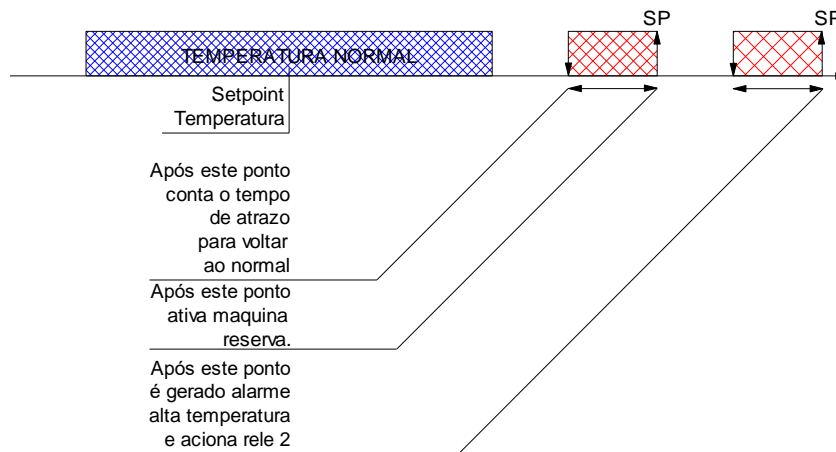 SP
SP
TEMPERATURA NORMAL
Setpoint
Temperatura
Após este ponto
conta o tempo
de atrazo
para voltar
ao normal
Após este ponto
ativa maquina
reserva.
Após este ponto
é gerado alarme
alta temperatura
e aciona rele 2